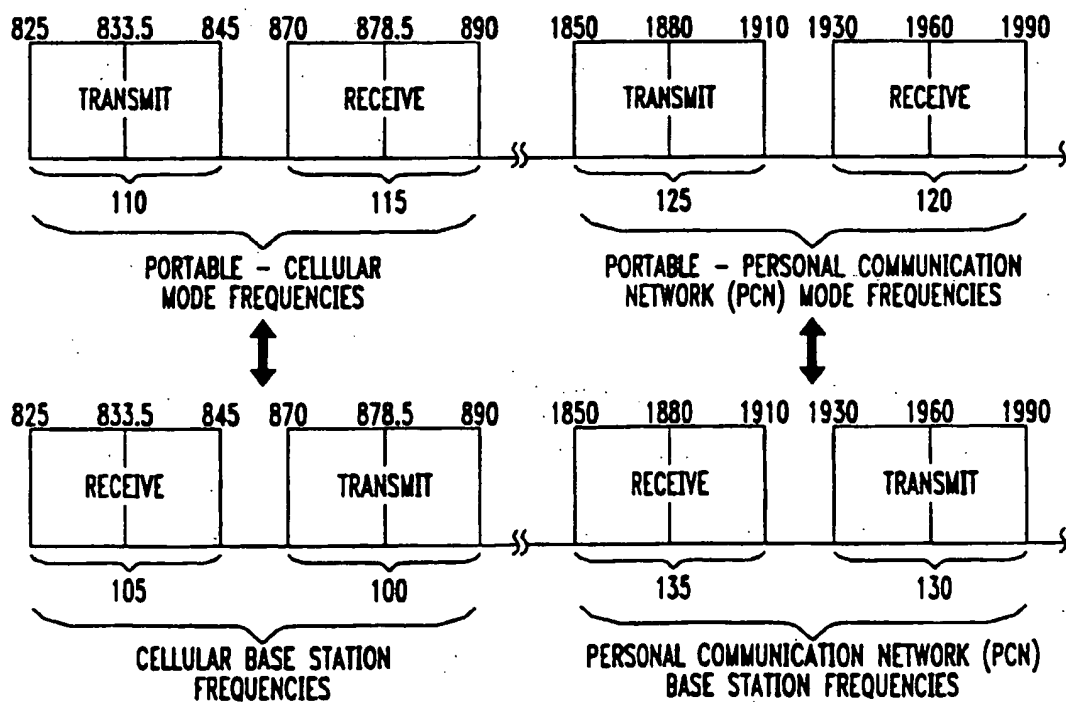 825 833.5 845 870 878.5 890 1850 1880 1910 1930 1960 1990
TRANSMIT RECEIVE TRANSMIT RECEIVE
110 115 125 120
PORTABLE - CELLULAR
MODE FREQUENCIES
PORTABLE - PERSONAL COMMUNICATION
NETWORK (PCN) MODE FREQUENCIES
825 833.5 845 870 878.5 890 1850 1880 1910 1930 1960 1990
RECEIVE TRANSMIT RECEIVE TRANSMIT
105 100 135 130
CELLULAR BASE STATION
FREQUENCIES
PERSONAL COMMUNICATION NETWORK (PCN)
BASE STATION FREQUENCIES